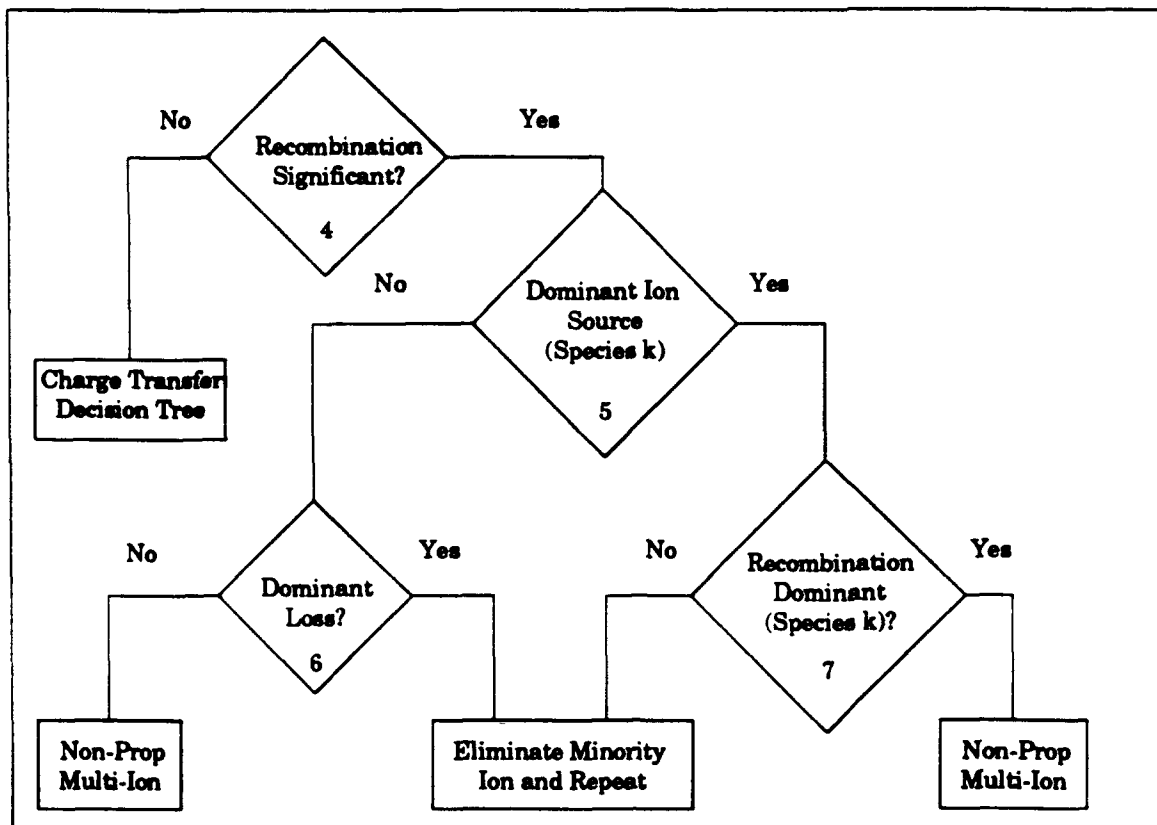 No
Yes
Recombination
Significant?
4
No
Yes
Dominant Ion
Source
(Species k)
5
Charge Transfer
Decision Tree
No
Yes
Dominant
Loss?
6
No
Yes
Recombination
Dominant
(Species k)?
7
Non-Prop
Multi-Ion
Eliminate Minority
Ion and Repeat
Non-Prop
Multi-Ion